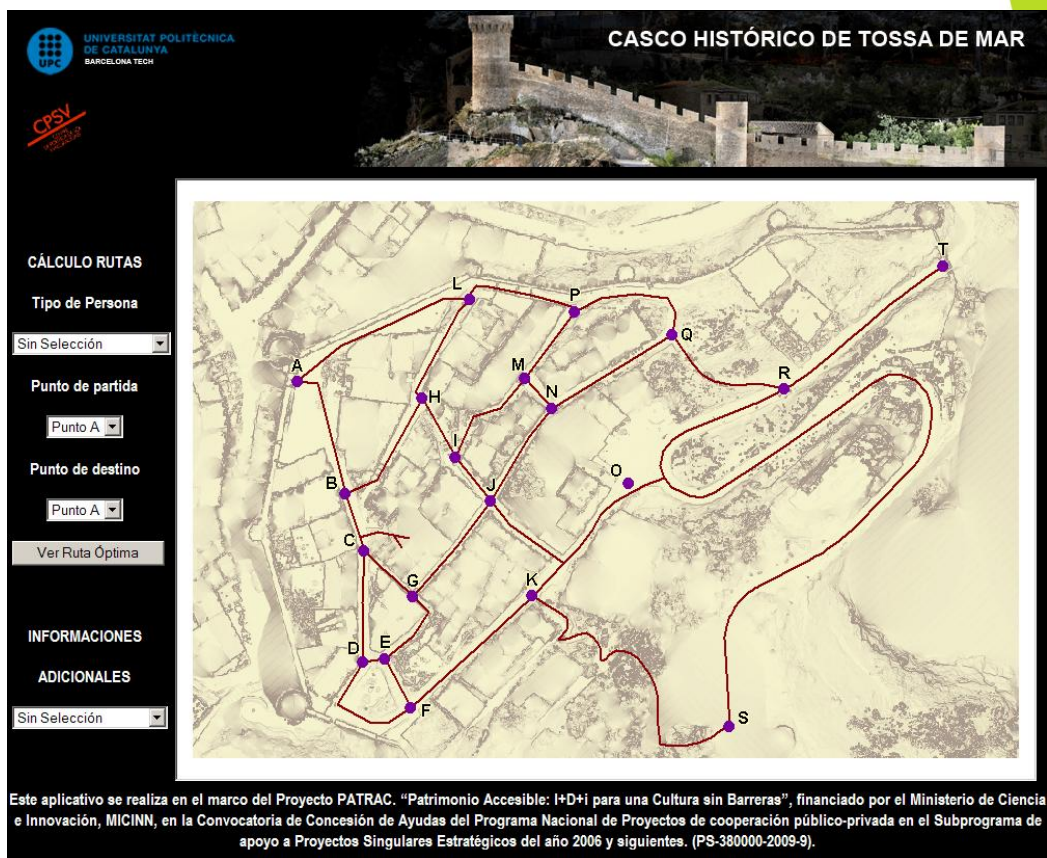 UNIVERSITAT POLITÈCNICA
DE CATALUNYA
BARCELONA TECH
UPC
CPSV
CASCO HISTÓRICO DE TOSSA DE MAR
CÁLCULO RUTAS
Tipo de Persona
Sin Selección
Punto de partida
Punto A
Punto de destino
Punto A
Ver Ruta Óptima
INFORMACIONES
ADICIONALES
Sin Selección
T
L
P
Q
A
M
R
H
N
I
O
B
J
C
G
K
D
E
F
S
Este aplicativo se realiza en el marco del Proyecto PATRAC. “Patrimonio Accesible: I+D+i para una Cultura sin Barreras”, financiado por el Ministerio de Ciencia
e Innovación, MICINN, en la Convocatoria de Concesión de Ayudas del Programa Nacional de Proyectos de cooperación público-privada en el Subprograma de
apoyo a Proyectos Singulares Estratégicos del año 2006 y siguientes. (PS-380000-2009-9).